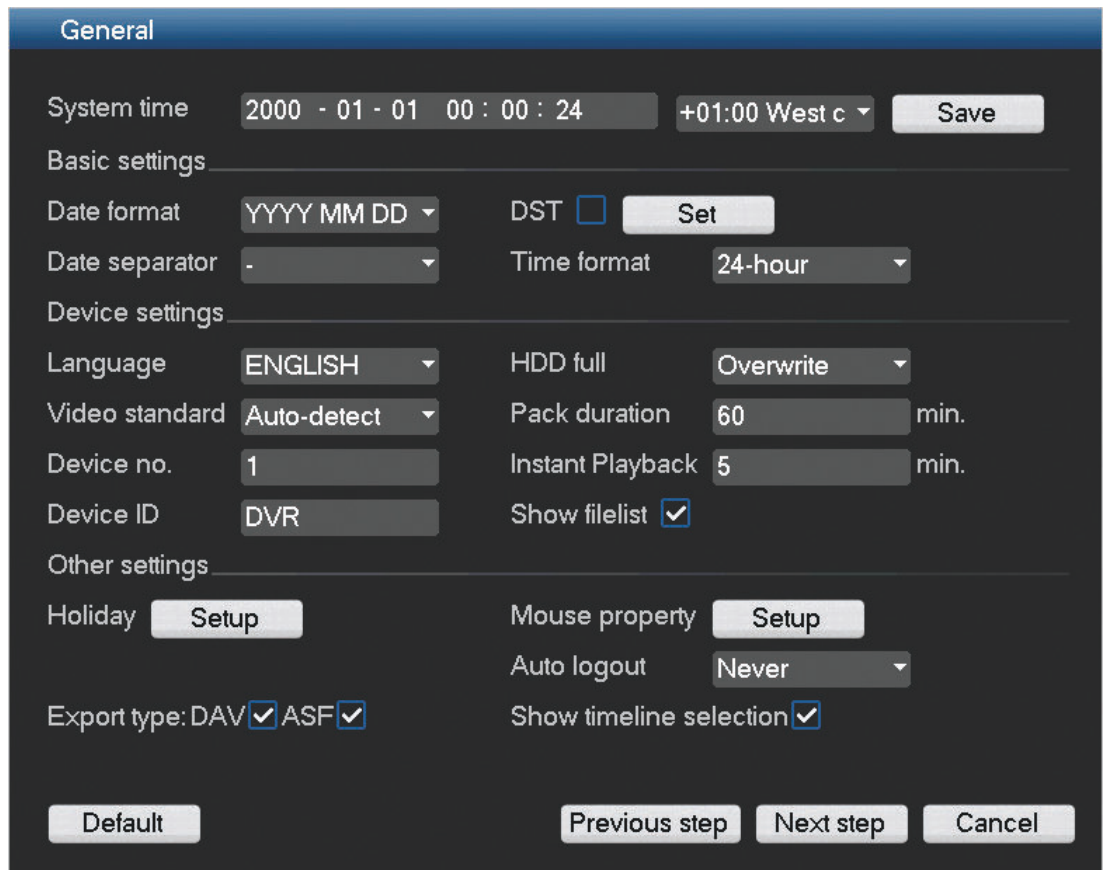 General
System time 2000 - 01 - 01 00 : 00 : 24 +01:00 West c Save
Basic settings
Date format YYYY MM DD DST Set
Date separator - Time format 24-hour
Device settings
Language ENGLISH HDD full Overwrite
Video standard Auto-detect Pack duration 60 min.
Device no. 1 Instant Playback 5 min.
Device ID DVR Show filelist
Other settings
Holiday Setup Mouse property Setup
Auto logout Never
Export type: DAV ASF Show timeline selection
Default Previous step Next step Cancel